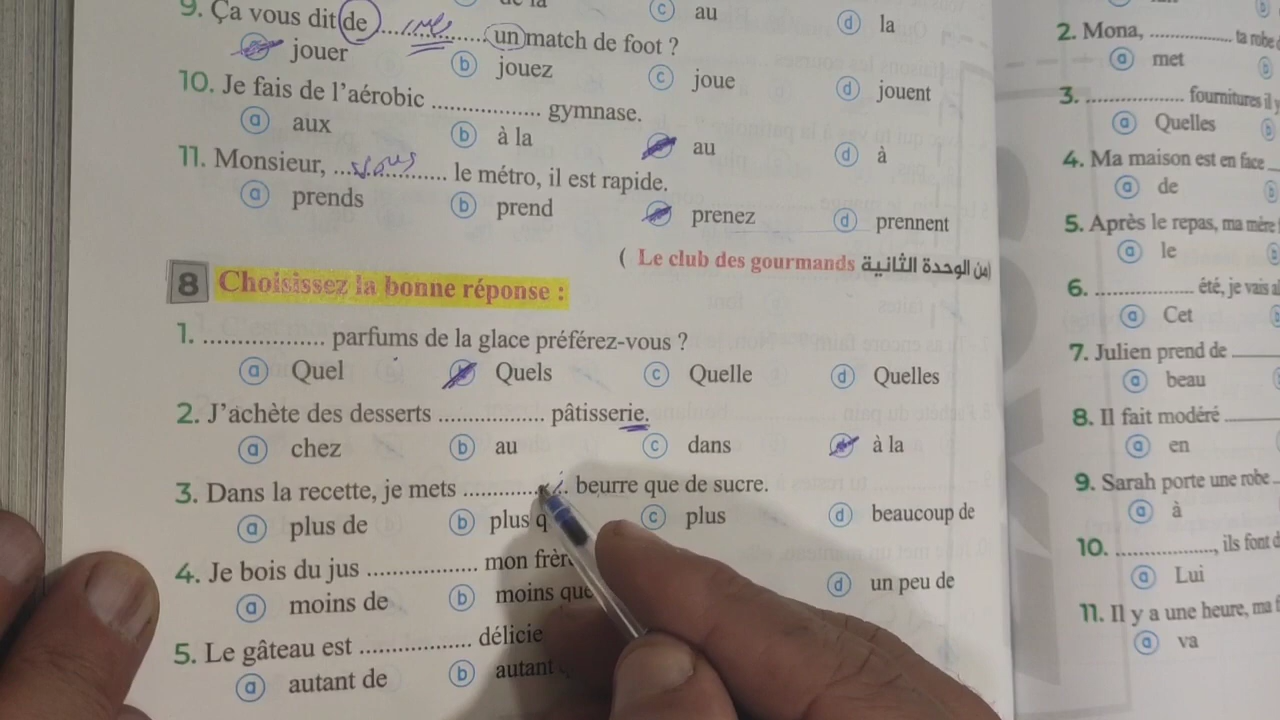 9. Ça vous dit de ................ un match de foot ?
a jouer b jouez c joue d jouent
c au d la
10. Je fais de l'aérobic ................ gymnase.
a aux b à la au d à
11. Monsieur, ... vous ... le métro, il est rapide.
a prends b prend prenez d prennent
( Le club des gourmands من الوحدة الثانية)
8 Choisissez la bonne réponse :
1. .................. parfums de la glace préférez-vous ?
a Quel Quels c Quelle d Quelles
2. J'achète des desserts ................ pâtisserie.
a chez b au c dans à la
3. Dans la recette, je mets ................ beurre que de sucre.
a plus de b plus q c plus d beaucoup de
4. Je bois du jus ................ mon frère
a moins de b moins que d un peu de
5. Le gâteau est ................ délicie
a autant de b autant
2. Mona, ............... ta robe
a met b
3. ............... fournitures il y
a Quelles b
4. Ma maison est en face
a de b
5. Après le repas, ma mère
a le b
6. ............... été, je vais
a Cet
7. Julien prend de
a beau
8. Il fait modéré
a en
9. Sarah porte une robe
a à
10. ..............., ils font
a Lui
11. Il y a une heure, ma
a va